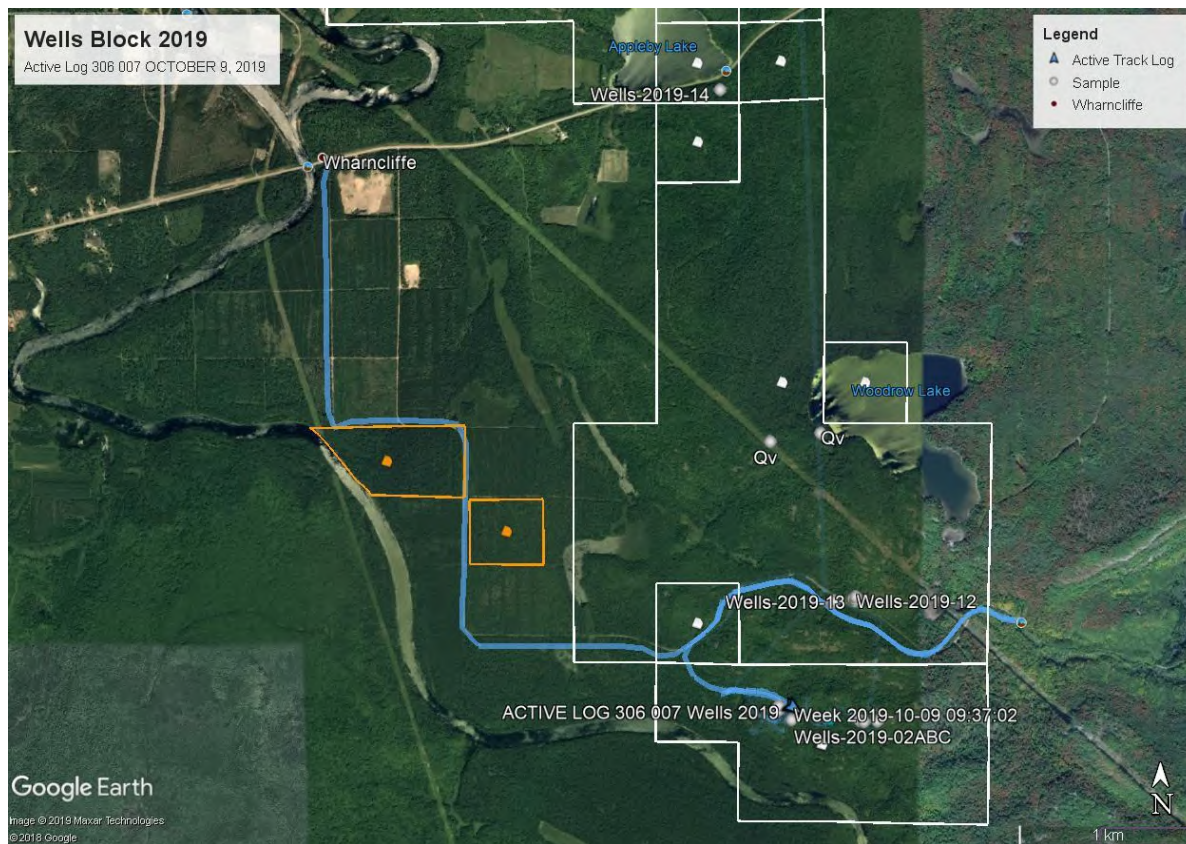 Wells Block 2019
Active Log 306 007 OCTOBER 9, 2019
Legend
Active Track Log
Sample
Wharncliffe
Appleby Lake
Wells-2019-14
Wharncliffe
Woodrow Lake
Qv
Qv
Wells-2019-13
Wells-2019-12
ACTIVE LOG 306 007 Wells 2019
Week 2019-10-09 09:37:02
Wells-2019-02ABC
Google Earth
Image © 2019 Maxar Technologies
© 2018 Google
N
1 km